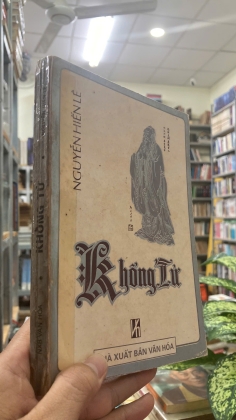 NGUYỄN HIẾN LÊ
Khổng Tử
KHỔNG TỬ
NHÀ XUẤT BẢN VĂN HÓA